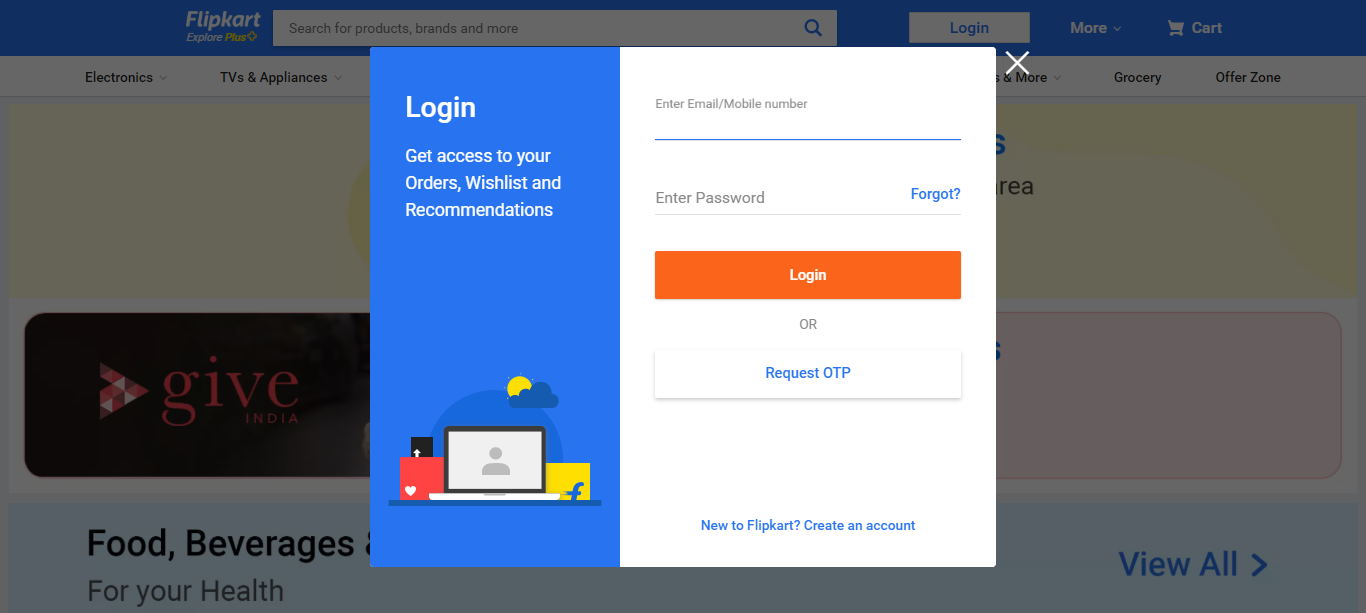 Flipkart
Explore Plus
Search for products, brands and more
Login
More
Cart
Electronics
TVs & Appliances
& More
Grocery
Offer Zone
Login
Get access to your
Orders, Wishlist and
Recommendations
Enter Email/Mobile number
Enter Password
Forgot?
Login
OR
Request OTP
New to Flipkart? Create an account
give
INDIA
Food, Beverages
For your Health
View All